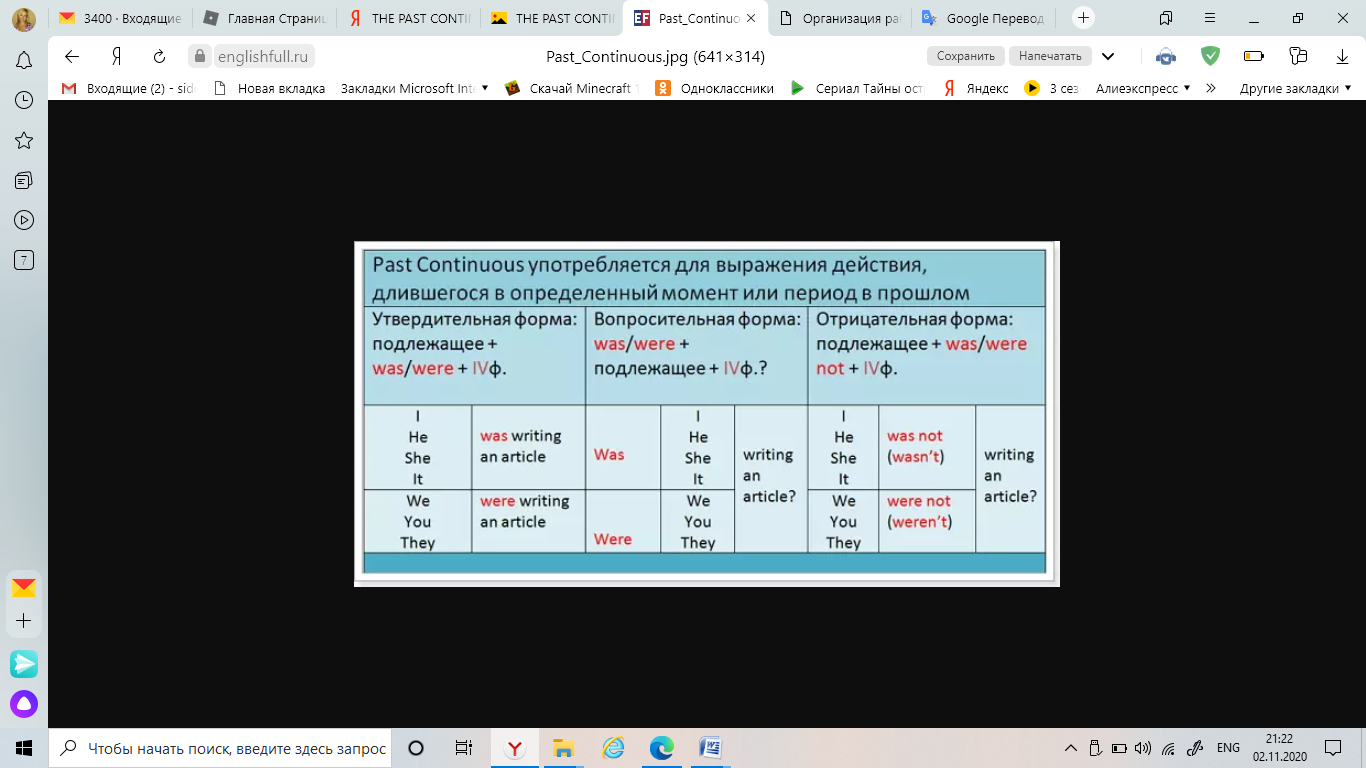 3400 · Входящие
Главная Страниц
THE PAST CONTI
THE PAST CONTI
Past_Continuo
Организация ра
Google Перевод
englishfull.ru
Past_Continuous.jpg (641×314)
Сохранить
Напечатать
Входящие (2) - sid
Новая вкладка
Закладки Microsoft Inte
Скачай Minecraft 1
Одноклассники
Сериал Тайны ост
Яндекс
3 сез
Алиэкспресс
Другие закладки
7
Past Continuous употребляется для выражения действия,
длившегося в определенный момент или период в прошлом
Утвердительная форма:
подлежащее +
was/were + IVф.
Вопросительная форма:
was/were +
подлежащее + IVф.?
Отрицательная форма:
подлежащее + was/were
not + IVф.
I
He
She
It
was writing
an article
We
You
They
were writing
an article
Was
Were
I
He
She
It
We
You
They
writing
an
article?
I
He
She
It
We
You
They
was not
(wasn't)
were not
(weren't)
writing
an
article?
Чтобы начать поиск, введите здесь запрос
ENG
21:22
02.11.2020